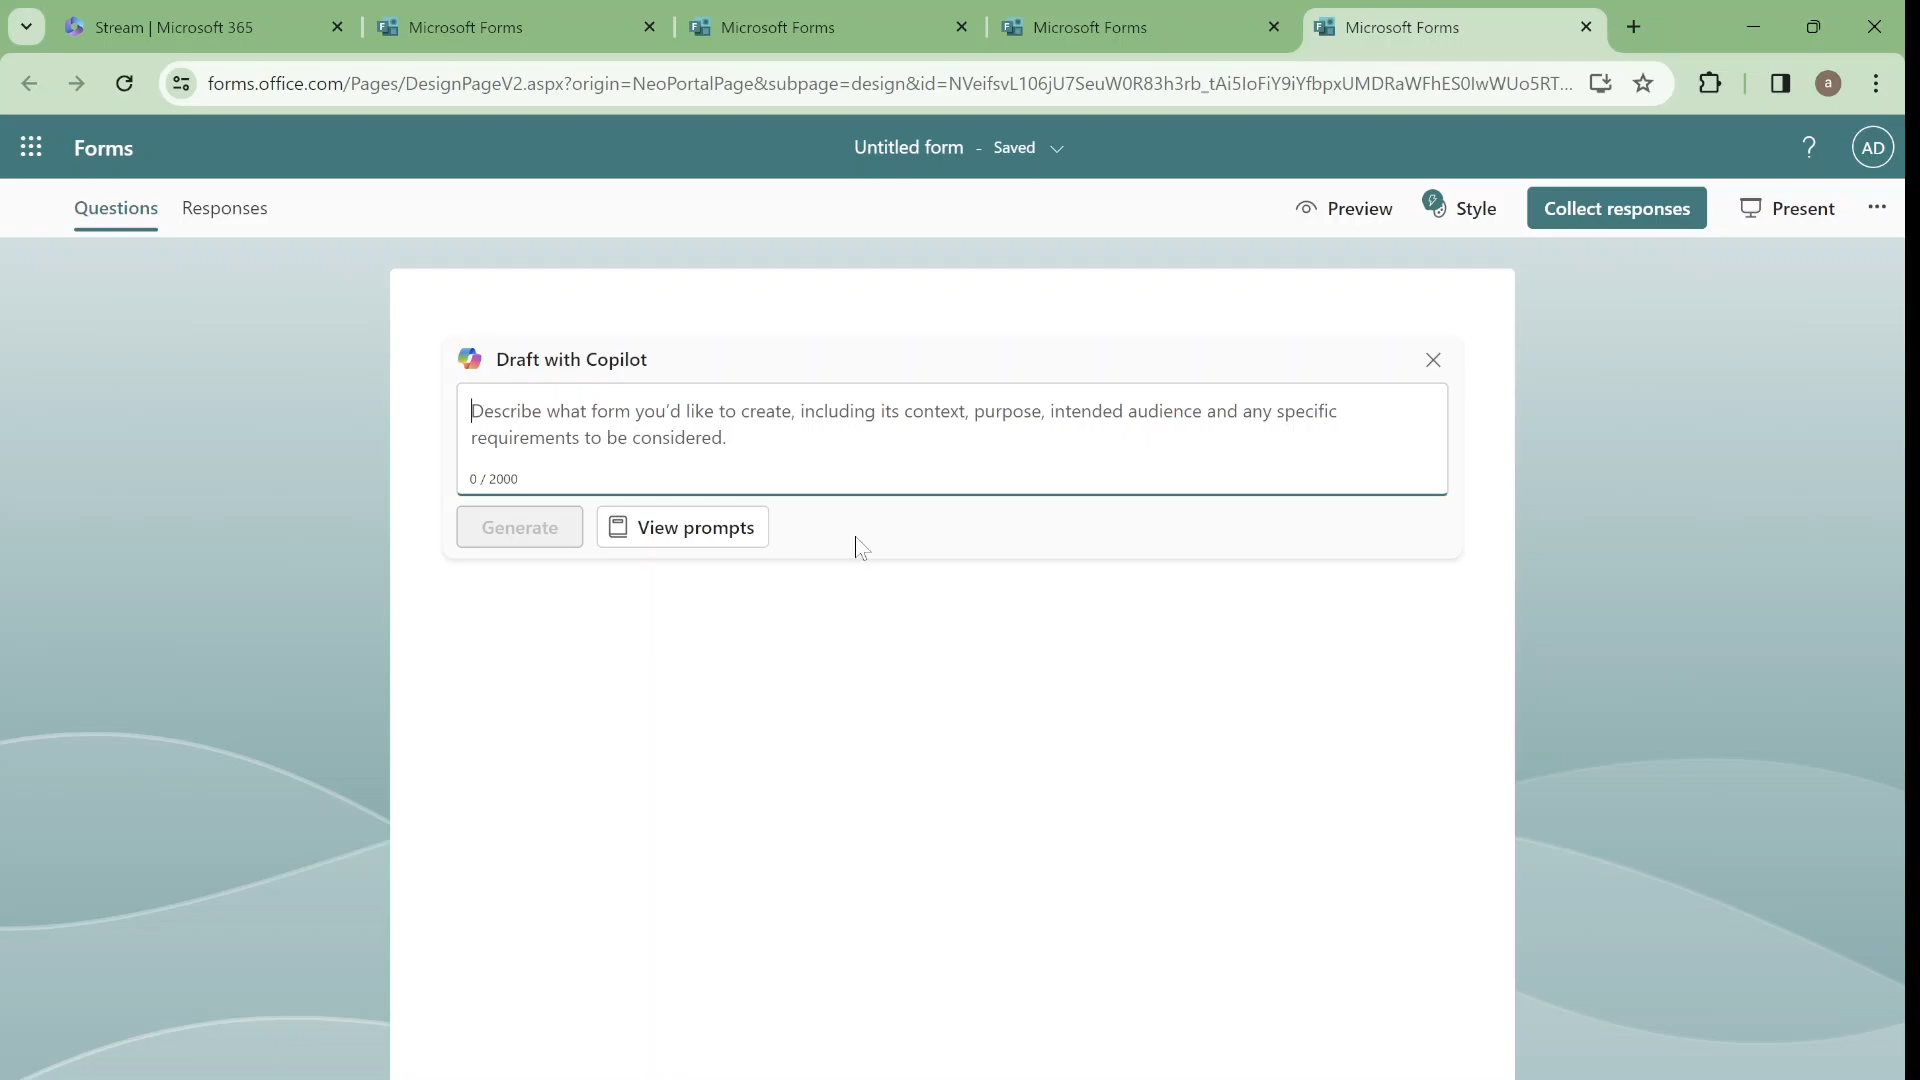 Stream | Microsoft 365
Microsoft Forms
Microsoft Forms
Microsoft Forms
Microsoft Forms
forms.office.com/Pages/DesignPageV2.aspx?origin=NeoPortalPage&subpage=design&id=NVeifsvL106jU7SeuW0R83h3rb_tAi5IoFiY9iYfbpxUMDRaWFhES0lwWUo5RT...
a
Forms
Untitled form - Saved
?
AD
Questions
Responses
Preview
Style
Collect responses
Present
Draft with Copilot
Describe what form you'd like to create, including its context, purpose, intended audience and any specific
requirements to be considered.
0 / 2000
Generate
View prompts